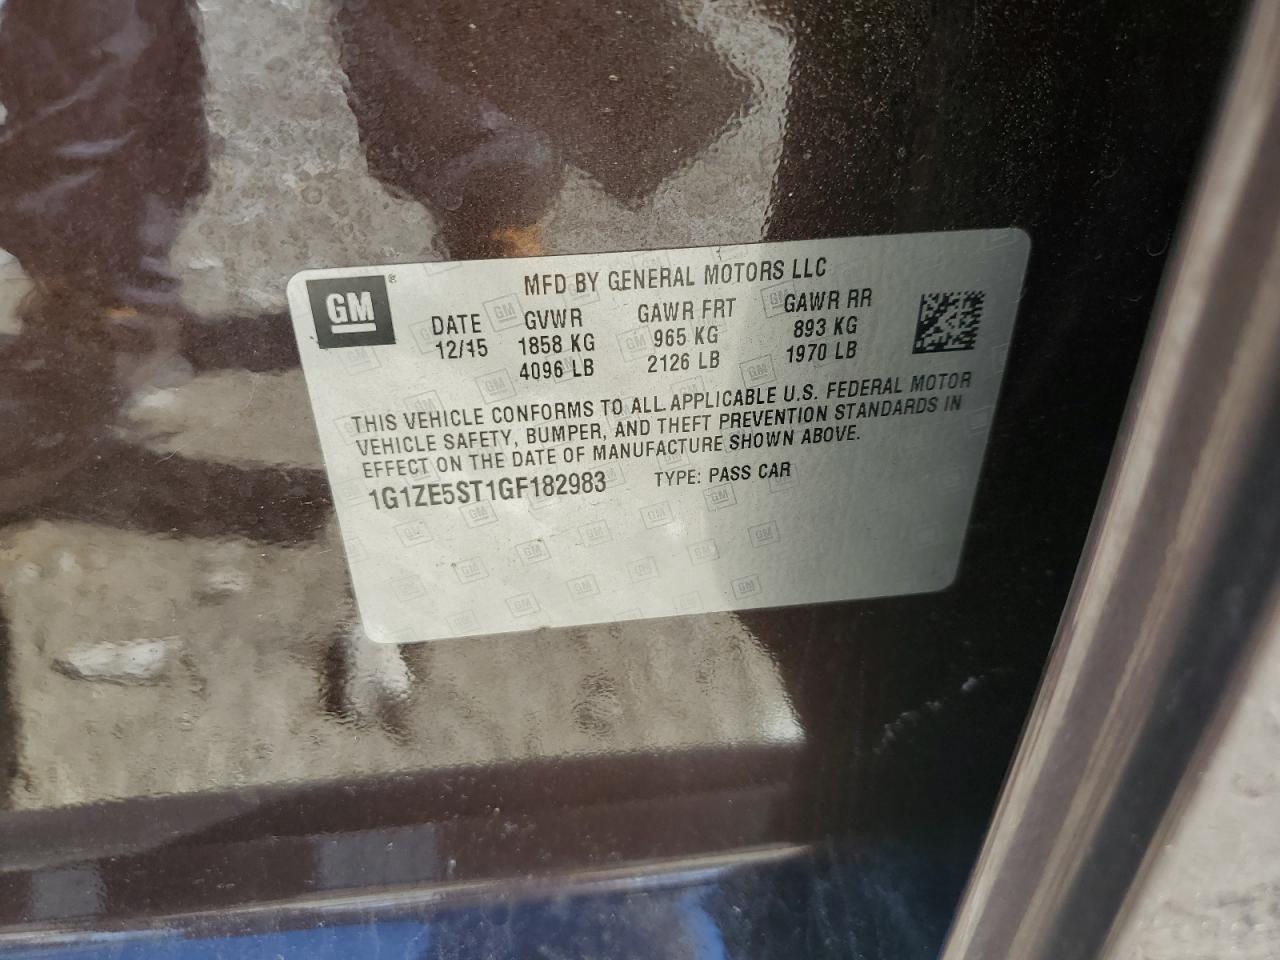 GM ®
MFD BY GENERAL MOTORS LLC
DATE GVWR GAWR FRT GAWR RR
12/15 1858 KG 965 KG 893 KG
4096 LB 2126 LB 1970 LB
THIS VEHICLE CONFORMS TO ALL APPLICABLE U.S. FEDERAL MOTOR
VEHICLE SAFETY, BUMPER, AND THEFT PREVENTION STANDARDS IN
EFFECT ON THE DATE OF MANUFACTURE SHOWN ABOVE.
1G1ZE5ST1GF182983 TYPE: PASS CAR